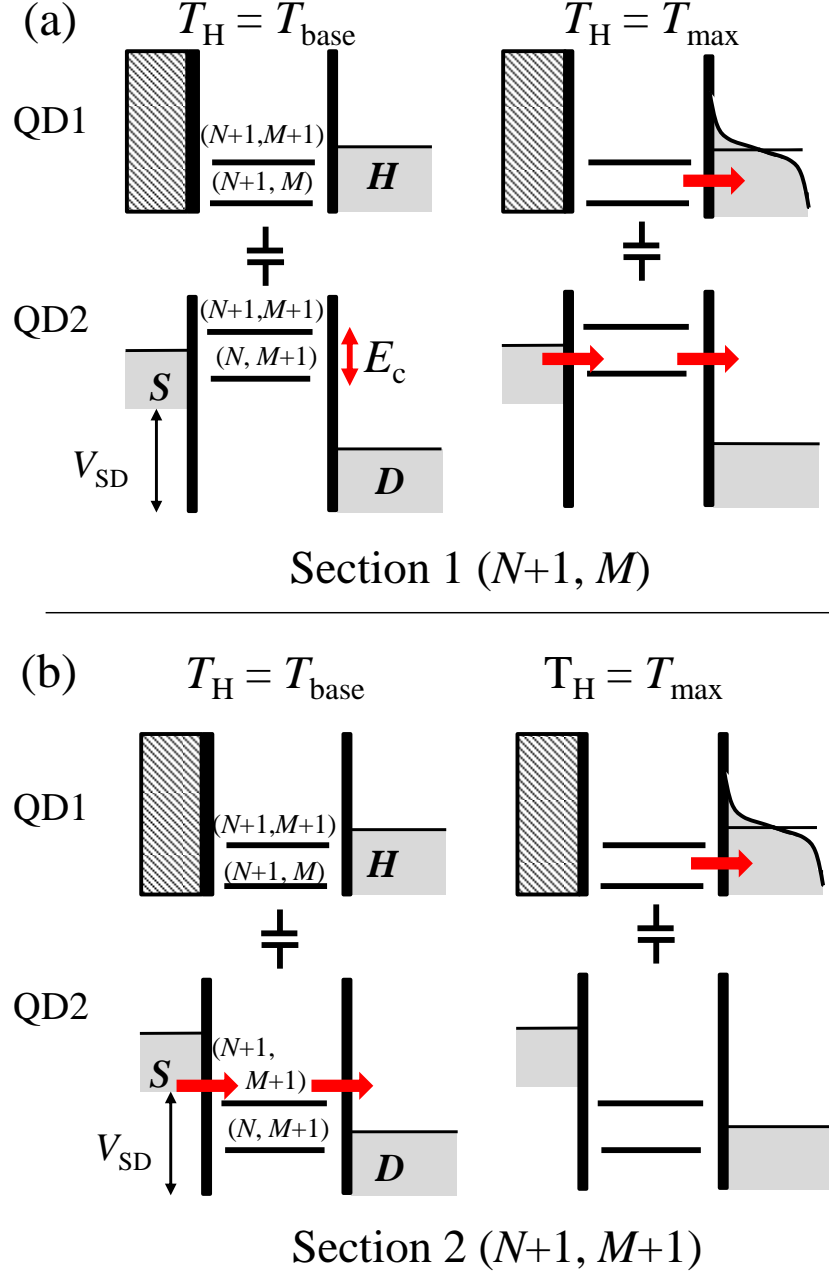 (a)
T_H = T_base
T_H = T_max
QD1
(N+1,M+1)
(N+1, M)
H
QD2
(N+1,M+1)
(N, M+1)
E_c
S
V_SD
D
Section 1 (N+1, M)
(b)
T_H = T_base
T_H = T_max
QD1
(N+1,M+1)
(N+1, M)
H
QD2
S
(N+1,
M+1)
(N, M+1)
V_SD
D
Section 2 (N+1, M+1)